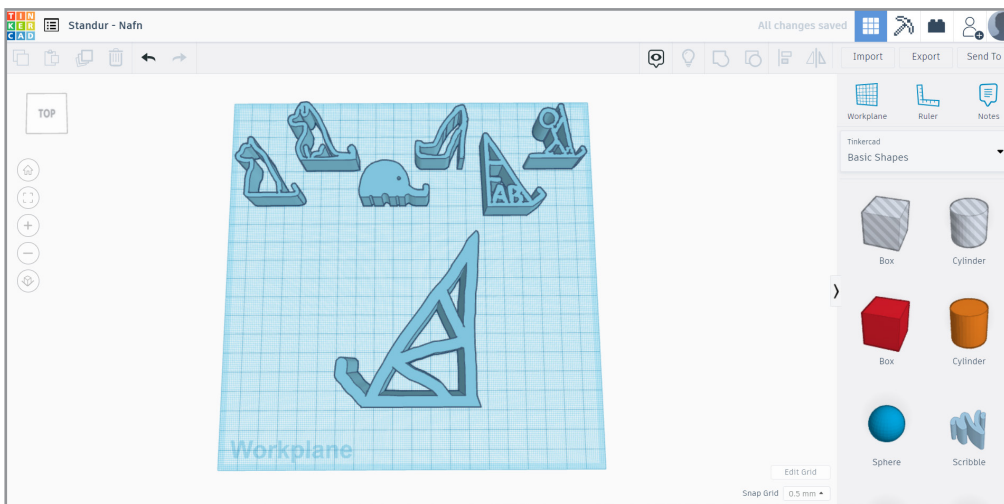 TIN
KER
CAD
Standur - Nafn
All changes saved
Import
Export
Send To
TOP
Workplane
Ruler
Notes
Tinkercad
Basic Shapes
FABV
Box
Cylinder
Box
Cylinder
Workplane
Sphere
Scribble
Edit Grid
Snap Grid
0.5 mm